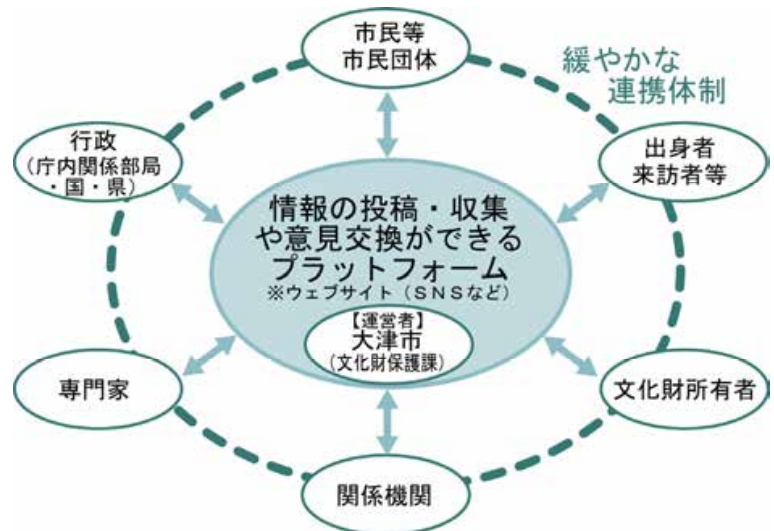 市民等
市民団体
緩やかな
連携体制
行政
（庁内関係部局
・国・県）
出身者
来訪者等
情報の投稿・収集
や意見交換ができる
プラットフォーム
※ウェブサイト（ＳＮＳなど）
【運営者】
大津市
（文化財保護課）
専門家
文化財所有者
関係機関